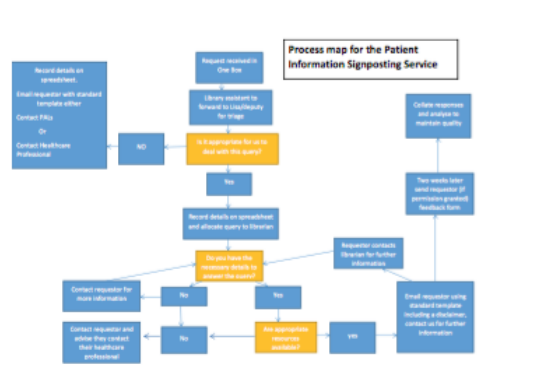 Process map for the Patient
Information Signposting Service
Request received in
One Box
Record details on
spreadsheet.
Email requestor with standard
template either
Contact PALs
Or
Contact Healthcare
Professional
Library assistant to
forward to Lisa/deputy
for triage
Is it appropriate for us to
deal with this query?
NO
Yes
Record details on spreadsheet
and allocate query to librarian
Do you have the
necessary details to
answer the query?
Contact requestor for
more information
No
Yes
Contact requestor and
advise they contact
their healthcare
professional
No
Are appropriate
resources
available?
yes
Email requestor using
standard template
including a disclaimer,
contact us for further
information
Requestor contacts
librarian for further
information
Two weeks later
send requestor (if
permission granted)
feedback form
Collate responses
and analyse to
maintain quality